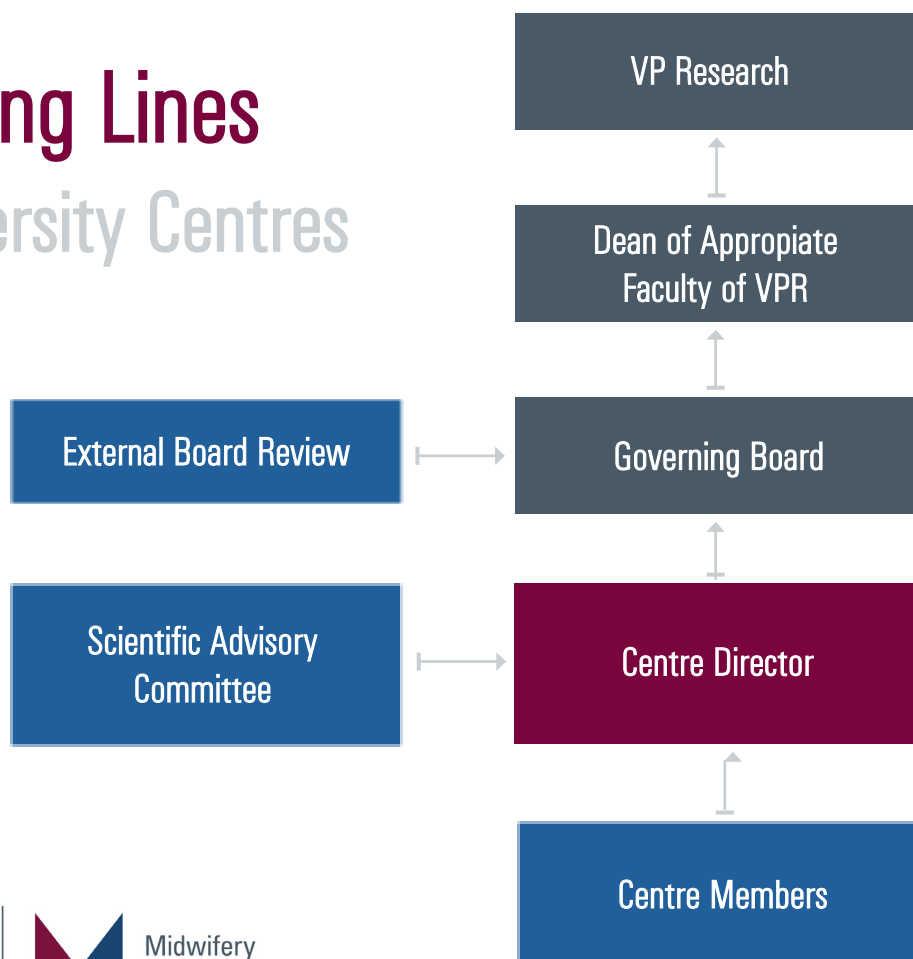 ng Lines
ersity Centres
VP Research
Dean of Appropiate
Faculty of VPR
External Board Review
Governing Board
Scientific Advisory
Committee
Centre Director
Centre Members
Midwifery